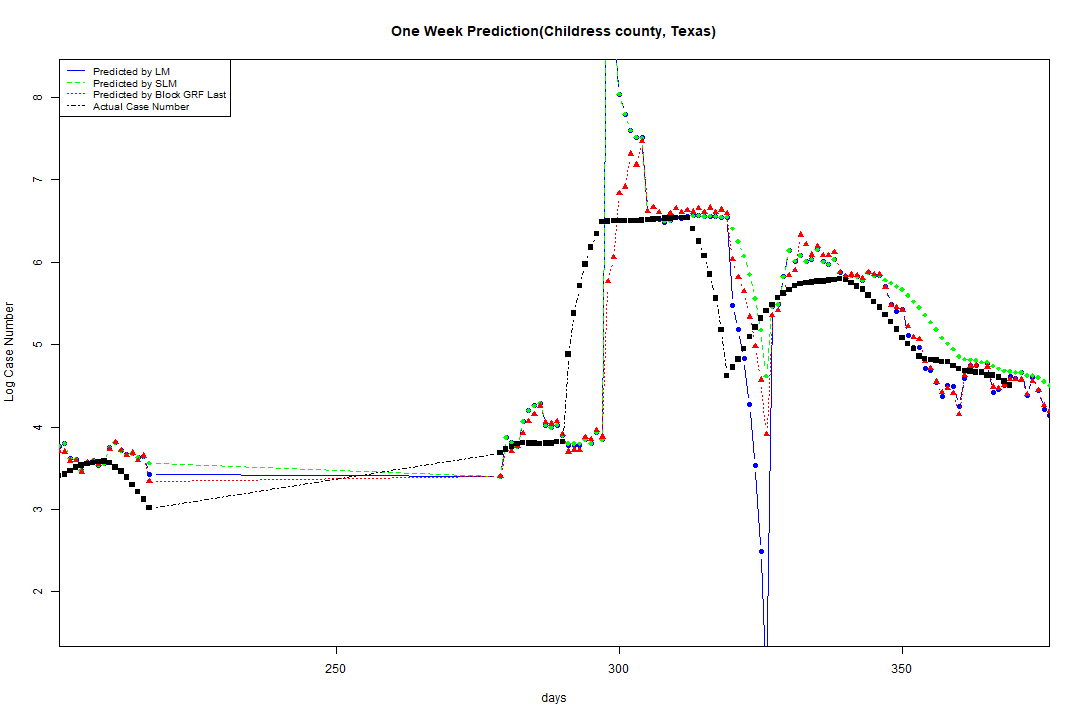 One Week Prediction(Childress county, Texas)
Predicted by LM
Predicted by SLM
Predicted by Block GRF Last
Actual Case Number
8
7
6
5
4
3
2
Log Case Number
250
300
350
days